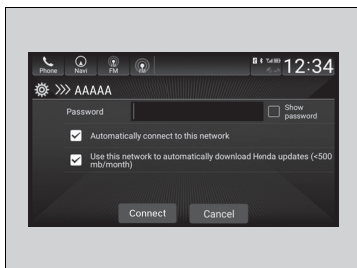 12:34
Phone Navi FM
>>> AAAAA
Password Show
password
Automatically connect to this network
Use this network to automatically download Honda updates (<500
mb/month)
Connect Cancel